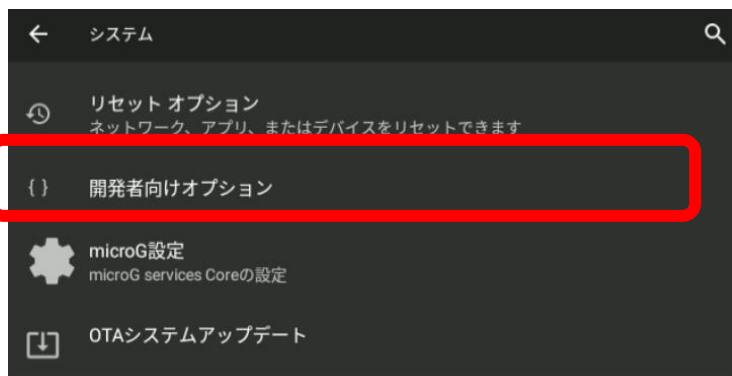 システム
リセット オプション
ネットワーク、アプリ、またはデバイスをリセットできます
{ } 開発者向けオプション
microG設定
microG services Coreの設定
OTAシステムアップデート